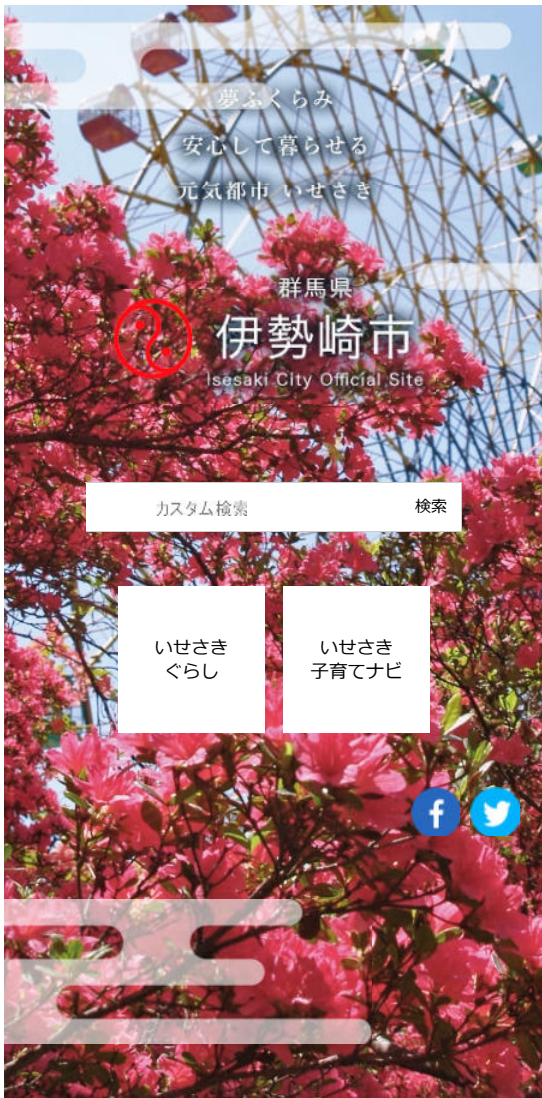 夢ふくらみ
安心して暮らせる
元気都市 いせさき
群馬県
伊勢崎市
Isesaki City Official Site
カスタム検索
検索
いせさき
ぐらし
いせさき
子育てナビ